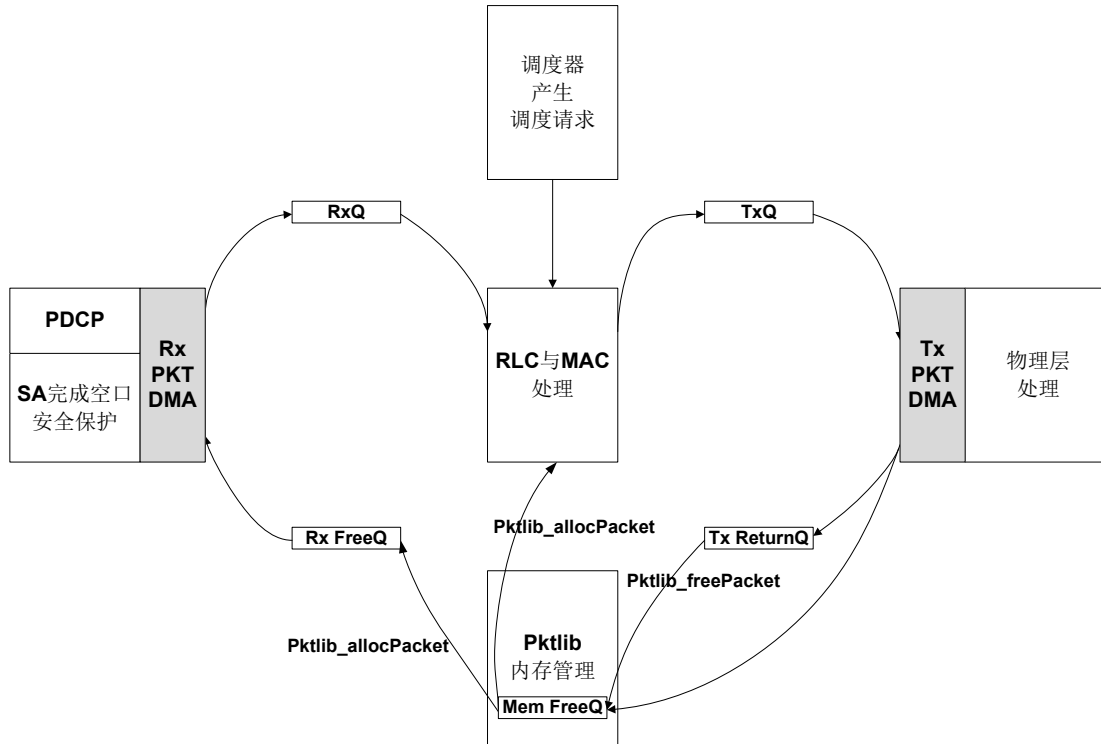 调度器
产生
调度请求
RxQ
TxQ
PDCP
SA完成空口
安全保护
Rx
PKT
DMA
RLC与MAC
处理
Tx
PKT
DMA
物理层
处理
Rx FreeQ
Pktlib_allocPacket
Tx ReturnQ
Pktlib_freePacket
Pktlib_allocPacket
Pktlib
内存管理
Mem FreeQ